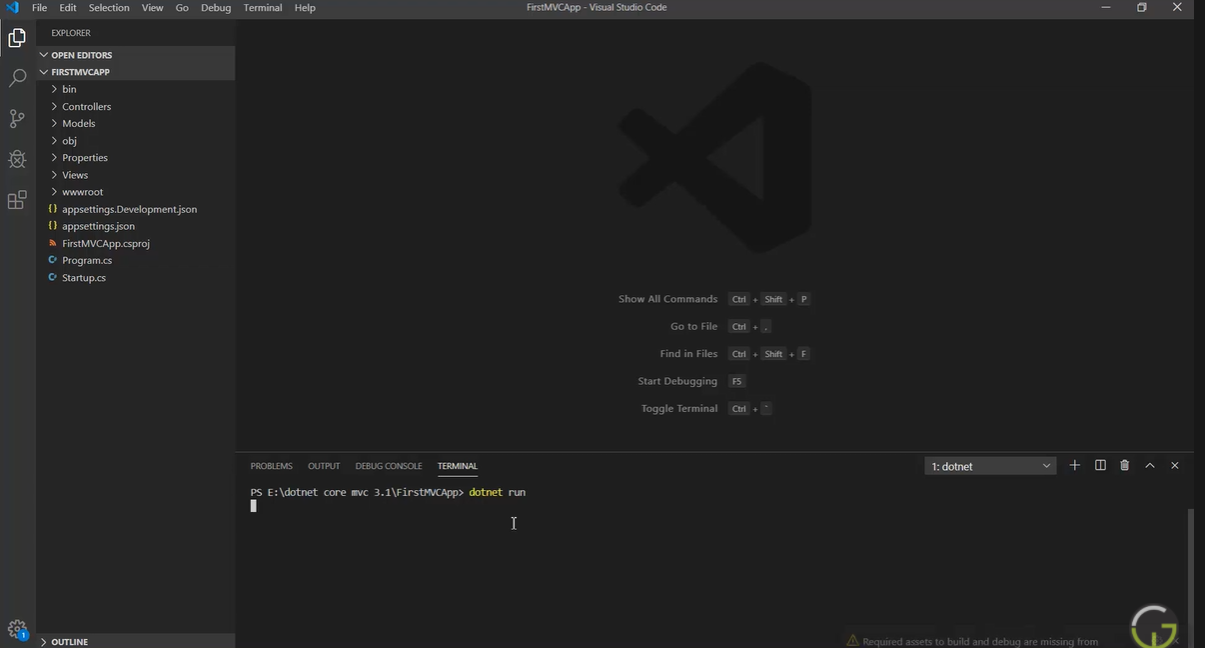 File Edit Selection View Go Debug Terminal Help
FirstMVCApp - Visual Studio Code
EXPLORER
OPEN EDITORS
FIRSTMVCAPP
bin
Controllers
Models
obj
Properties
Views
wwwroot
{} appsettings.Development.json
{} appsettings.json
FirstMVCApp.csproj
Program.cs
Startup.cs
OUTLINE
1
Show All Commands Ctrl + Shift + P
Go to File Ctrl + ,
Find in Files Ctrl + Shift + F
Start Debugging F5
Toggle Terminal Ctrl + `
PROBLEMS OUTPUT DEBUG CONSOLE TERMINAL
1: dotnet
PS E:\dotnet core mvc 3.1\FirstMVCApp> dotnet run
Required assets to build and debug are missing from